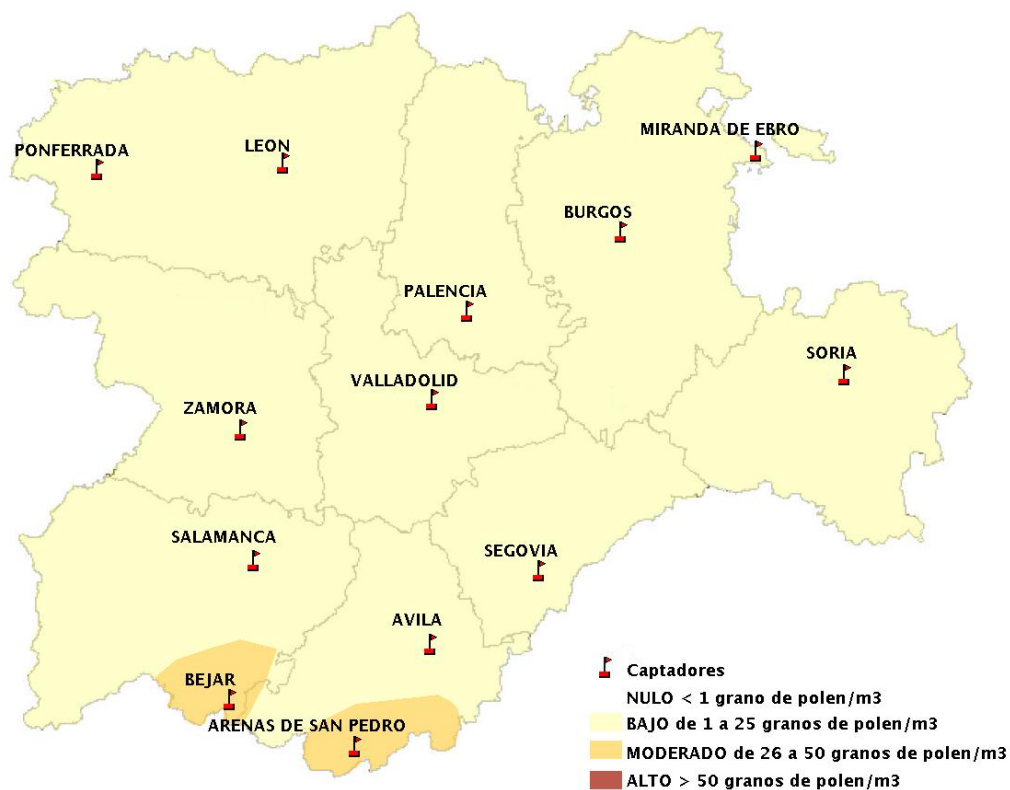 MIRANDA DE EBRO
PONFERRADA
LEON
BURGOS
PALENCIA
SORIA
VALLADOLID
ZAMORA
SALAMANCA
SEGOVIA
AVILA
BEJAR
ARENAS DE SAN PEDRO
Captadores
NULO < 1 grano de polen/m3
BAJO de 1 a 25 granos de polen/m3
MODERADO de 26 a 50 granos de polen/m3
ALTO > 50 granos de polen/m3